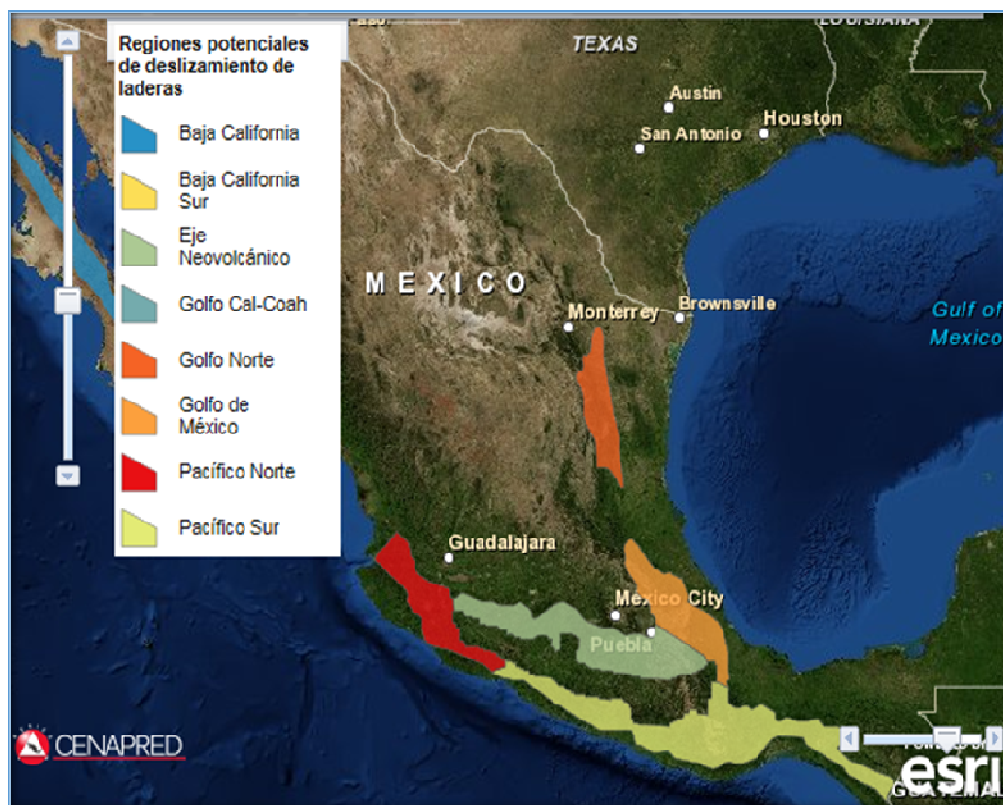 LOUISIANA
TEXAS
Regiones potenciales
de deslizamiento de
laderas
Austin
San Antonio
Houston
Baja California
Baja California
Sur
Eje
Neovolcánico
MEXICO
Golfo Cal-Coah
Monterrey
Brownsville
Gulf of
Mexico
Golfo Norte
Golfo de
México
Pacífico Norte
Pacífico Sur
Guadalajara
Mexico City
Puebla
CENAPRED
esri